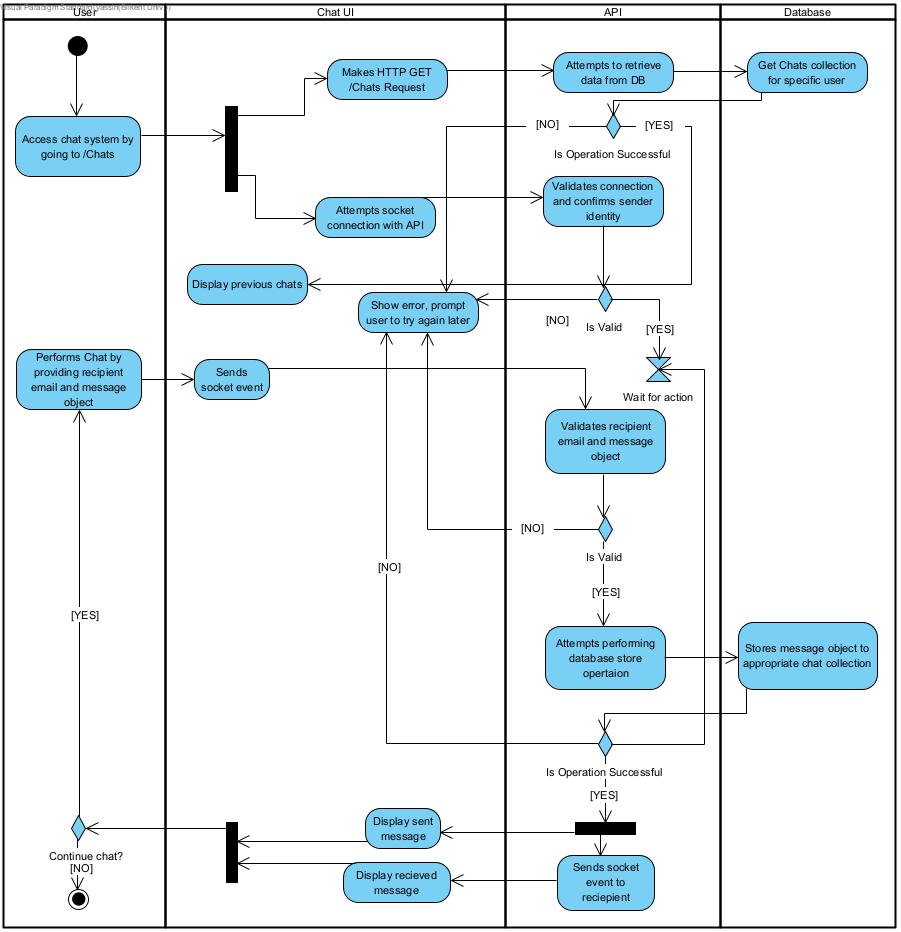 Visual Paradigm Standard(yassin(Bilkent Univ.))
User
Chat UI
API
Database
Makes HTTP GET
/Chats Request
Attempts to retrieve
data from DB
Get Chats collection
for specific user
[NO]
[YES]
Is Operation Successful
Access chat system by
going to /Chats
Attempts socket
connection with API
Validates connection
and confirms sender
identity
Display previous chats
Show error, prompt
user to try again later
[NO]
Is Valid
[YES]
Wait for action
Performs Chat by
providing recipient
email and message
object
Sends
socket event
Validates recipient
email and message
object
[NO]
Is Valid
[NO]
[YES]
[YES]
Attempts performing
database store
opertaion
Stores message object to
appropriate chat collection
Is Operation Successful
[YES]
Display sent
message
Continue chat?
[NO]
Display recieved
message
Sends socket
event to
reciepient